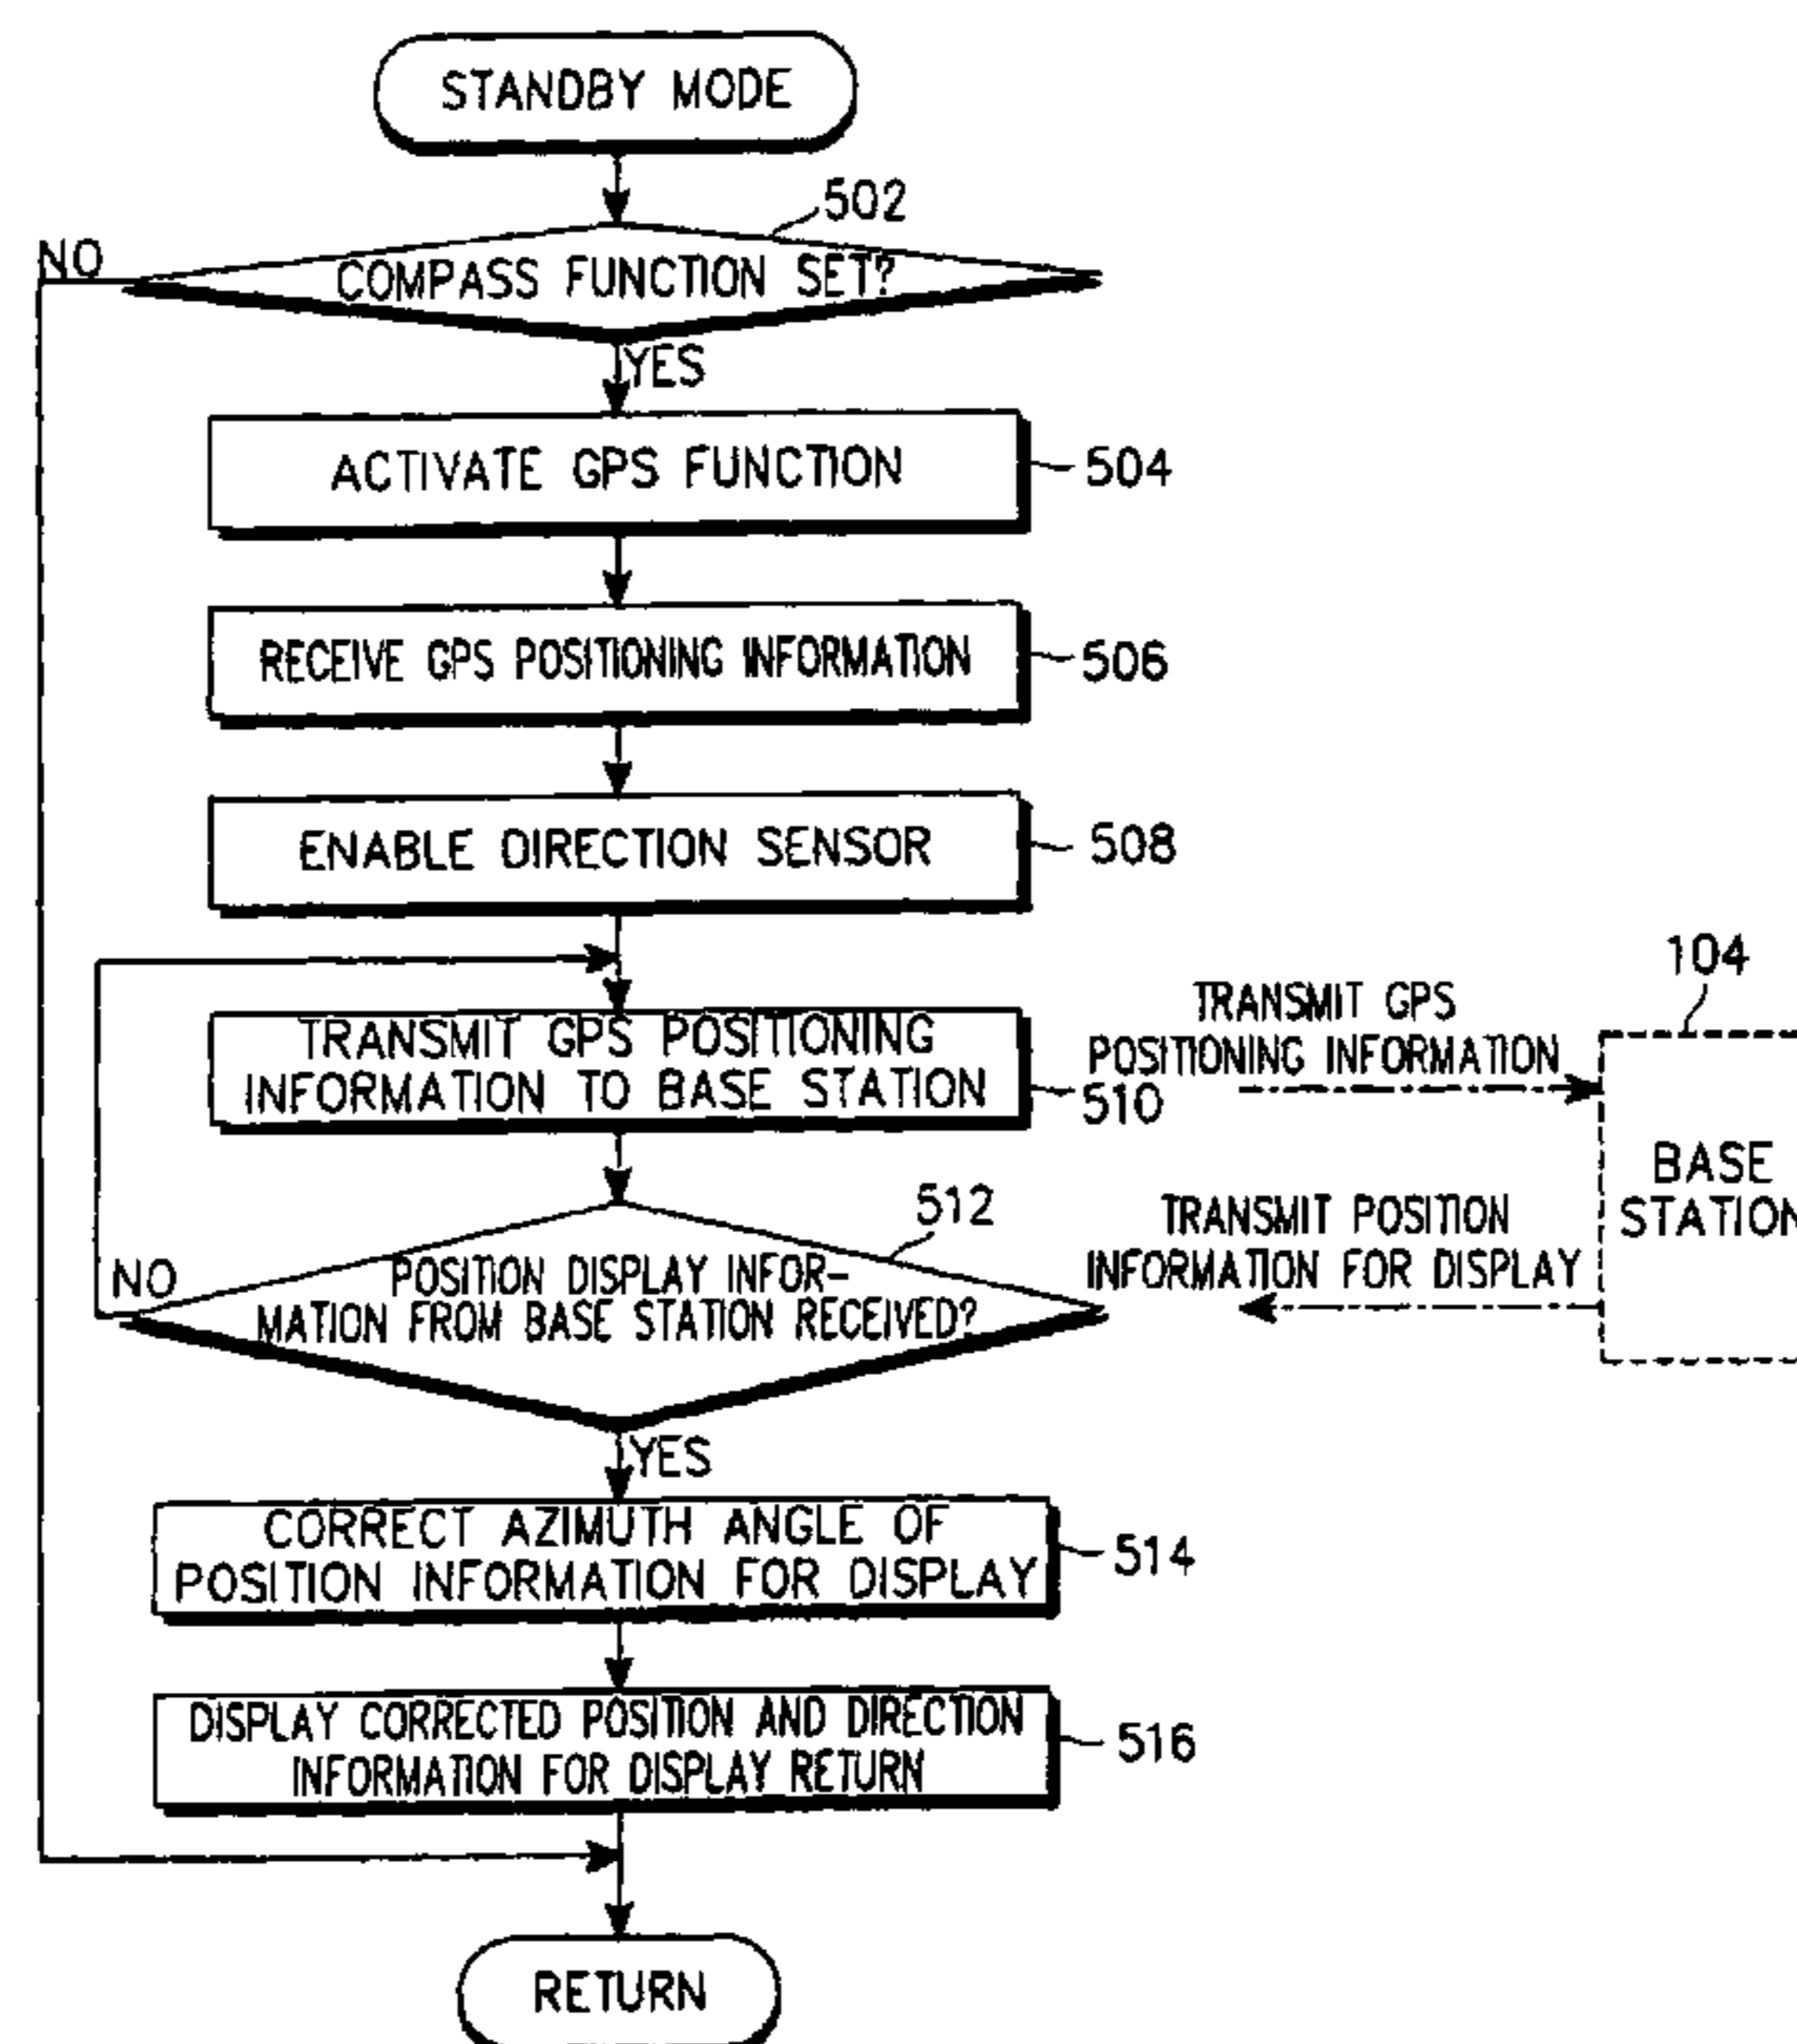 STANDBY MODE
502
NO
COMPASS FUNCTION SET?
YES
ACTIVATE GPS FUNCTION
504
RECEIVE GPS POSITIONING INFORMATION
506
ENABLE DIRECTION SENSOR
508
TRANSMIT GPS POSITIONING
INFORMATION TO BASE STATION
510
TRANSMIT GPS
POSITIONING INFORMATION
104
BASE
STATION
TRANSMIT POSITION
INFORMATION FOR DISPLAY
512
NO
POSITION DISPLAY INFOR-
MATION FROM BASE STATION RECEIVED?
YES
CORRECT AZIMUTH ANGLE OF
POSITION INFORMATION FOR DISPLAY
514
DISPLAY CORRECTED POSITION AND DIRECTION
INFORMATION FOR DISPLAY RETURN
516
RETURN